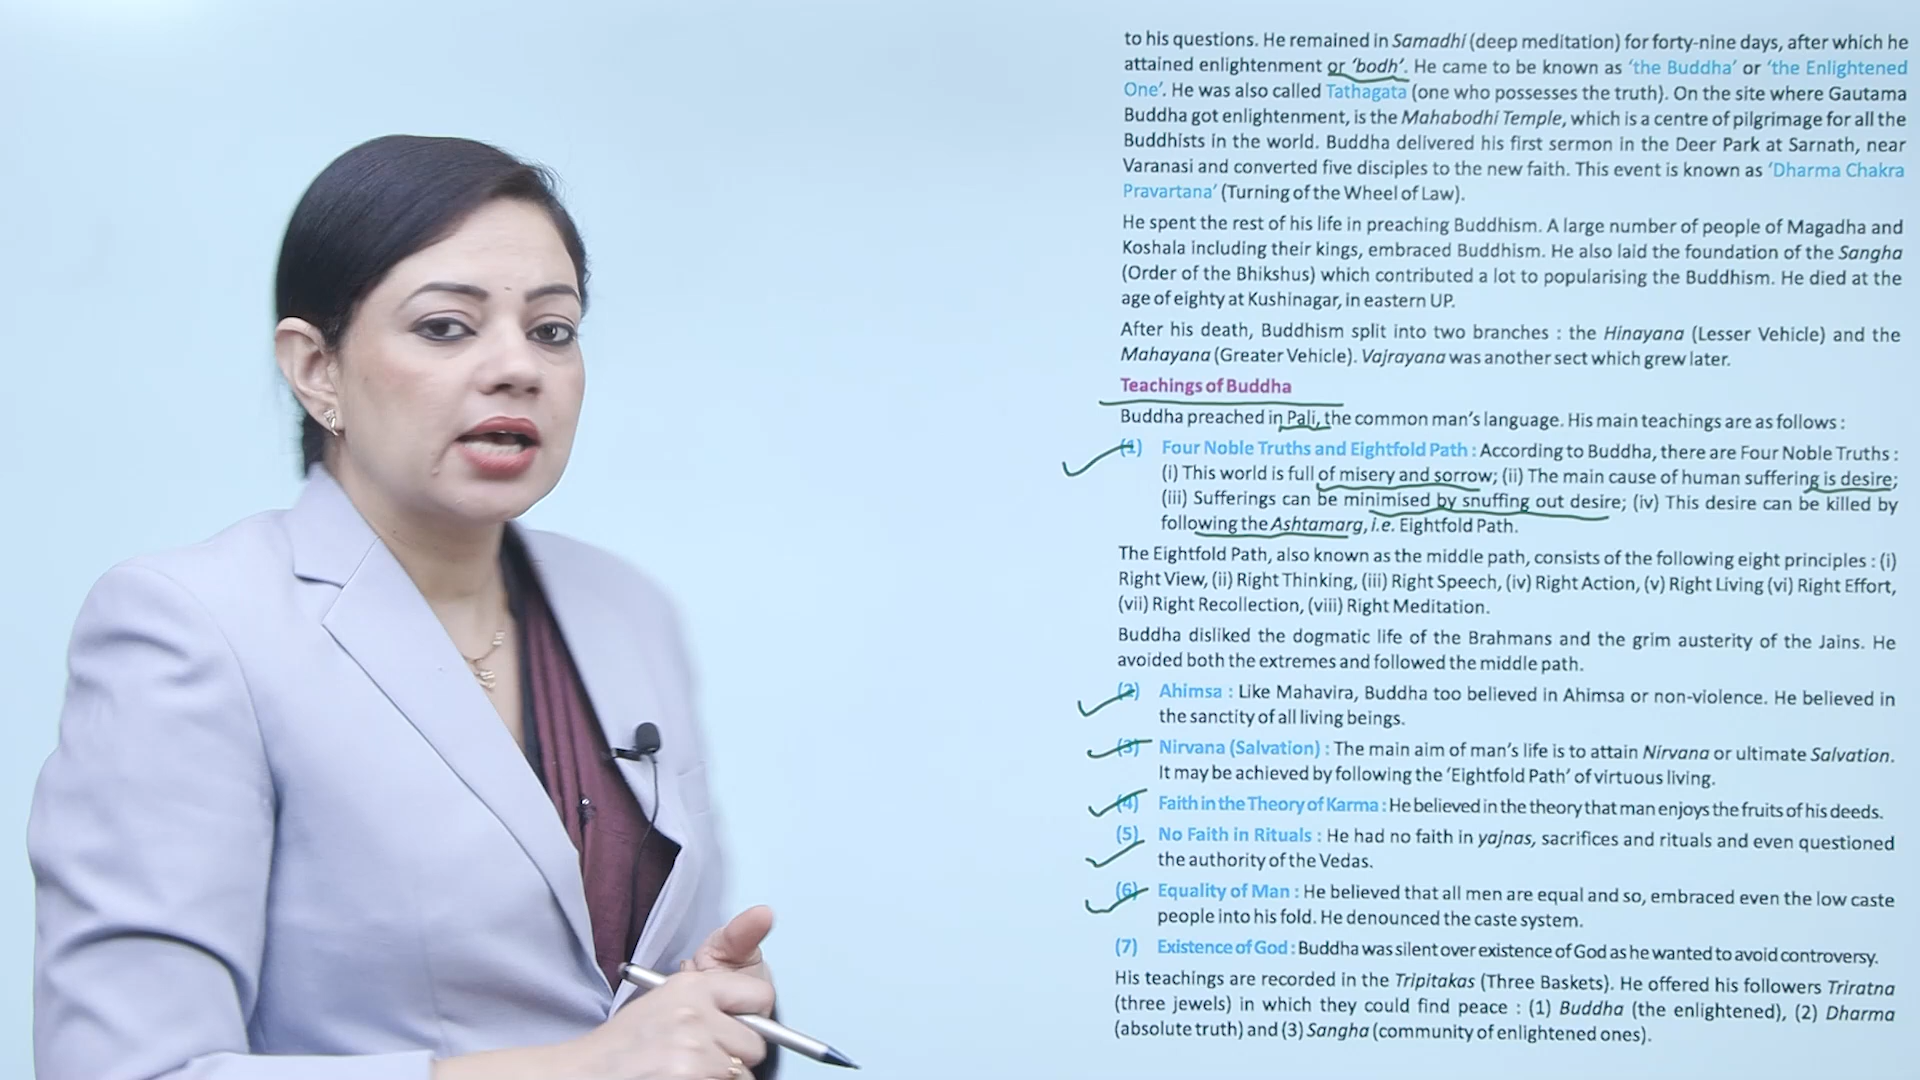 to his questions. He remained in Samadhi (deep meditation) for forty-nine days, after which he
attained enlightenment or ‘bodh’. He came to be known as ‘the Buddha’ or ‘the Enlightened
One’. He was also called Tathagata (one who possesses the truth). On the site where Gautama
Buddha got enlightenment, is the Mahabodhi Temple, which is a centre of pilgrimage for all the
Buddhists in the world. Buddha delivered his first sermon in the Deer Park at Sarnath, near
Varanasi and converted five disciples to the new faith. This event is known as ‘Dharma Chakra
Pravartana’ (Turning of the Wheel of Law).
He spent the rest of his life in preaching Buddhism. A large number of people of Magadha and
Koshala including their kings, embraced Buddhism. He also laid the foundation of the Sangha
(Order of the Bhikshus) which contributed a lot to popularising the Buddhism. He died at the
age of eighty at Kushinagar, in eastern UP.
After his death, Buddhism split into two branches : the Hinayana (Lesser Vehicle) and the
Mahayana (Greater Vehicle). Vajrayana was another sect which grew later.
Teachings of Buddha
Buddha preached in Pali, the common man’s language. His main teachings are as follows :
(1) Four Noble Truths and Eightfold Path : According to Buddha, there are Four Noble Truths :
(i) This world is full of misery and sorrow; (ii) The main cause of human suffering is desire;
(iii) Sufferings can be minimised by snuffing out desire; (iv) This desire can be killed by
following the Ashtamarg, i.e. Eightfold Path.
The Eightfold Path, also known as the middle path, consists of the following eight principles : (i)
Right View, (ii) Right Thinking, (iii) Right Speech, (iv) Right Action, (v) Right Living (vi) Right Effort,
(vii) Right Recollection, (viii) Right Meditation.
Buddha disliked the dogmatic life of the Brahmans and the grim austerity of the Jains. He
avoided both the extremes and followed the middle path.
(2) Ahimsa : Like Mahavira, Buddha too believed in Ahimsa or non-violence. He believed in
the sanctity of all living beings.
(3) Nirvana (Salvation) : The main aim of man’s life is to attain Nirvana or ultimate Salvation.
It may be achieved by following the ‘Eightfold Path’ of virtuous living.
(4) Faith in the Theory of Karma : He believed in the theory that man enjoys the fruits of his deeds.
(5) No Faith in Rituals : He had no faith in yajnas, sacrifices and rituals and even questioned
the authority of the Vedas.
(6) Equality of Man : He believed that all men are equal and so, embraced even the low caste
people into his fold. He denounced the caste system.
(7) Existence of God : Buddha was silent over existence of God as he wanted to avoid controversy.
His teachings are recorded in the Tripitakas (Three Baskets). He offered his followers Triratna
(three jewels) in which they could find peace : (1) Buddha (the enlightened), (2) Dharma
(absolute truth) and (3) Sangha (community of enlightened ones).